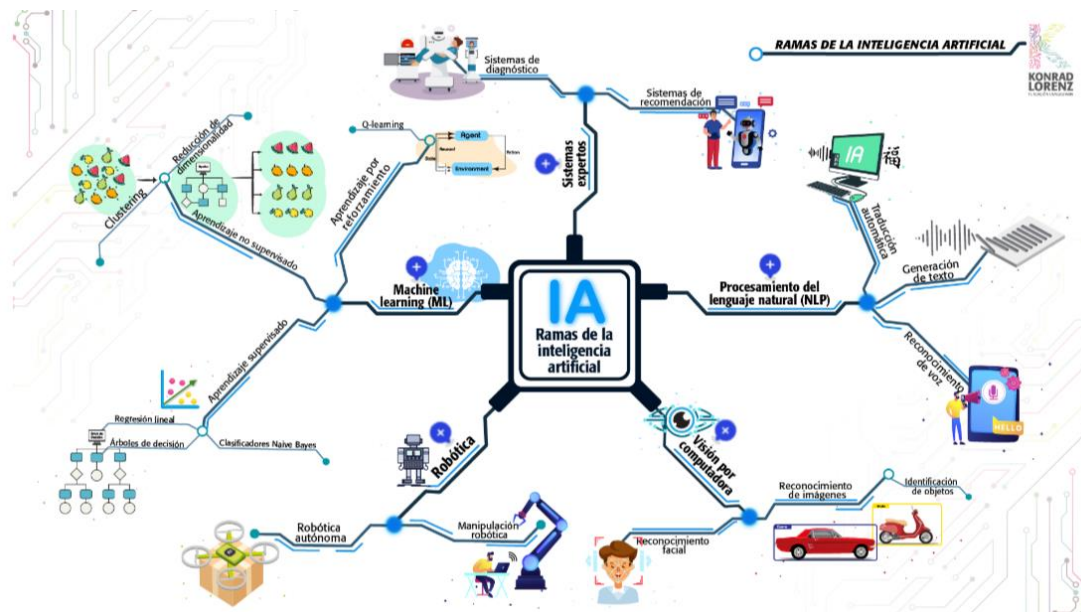 RAMAS DE LA INTELIGENCIA ARTIFICIAL
KONRAD
LORENZ
Sistemas de
diagnóstico
Sistemas de
recomendación
Sistemas
expertos
Q-learning
Agent
Environment
Aprendizaje por
reforzamiento
Reducción de
dimensionalidad
Clustering
Aprendizaje no supervisado
Machine
learning (ML)
Aprendizaje supervisado
Regresión lineal
Árboles de decisión
Clasificadores Naive Bayes
IA
Ramas de la
inteligencia
artificial
Procesamiento del
lenguaje natural (NLP)
IA
Traducción
automática
Generación
de texto
Reconocimiento
de voz
HELLO
Robótica
Robótica
autónoma
Manipulación
robótica
Visión por
computadora
Reconocimiento
de imágenes
Identificación
de objetos
Reconocimiento
facial